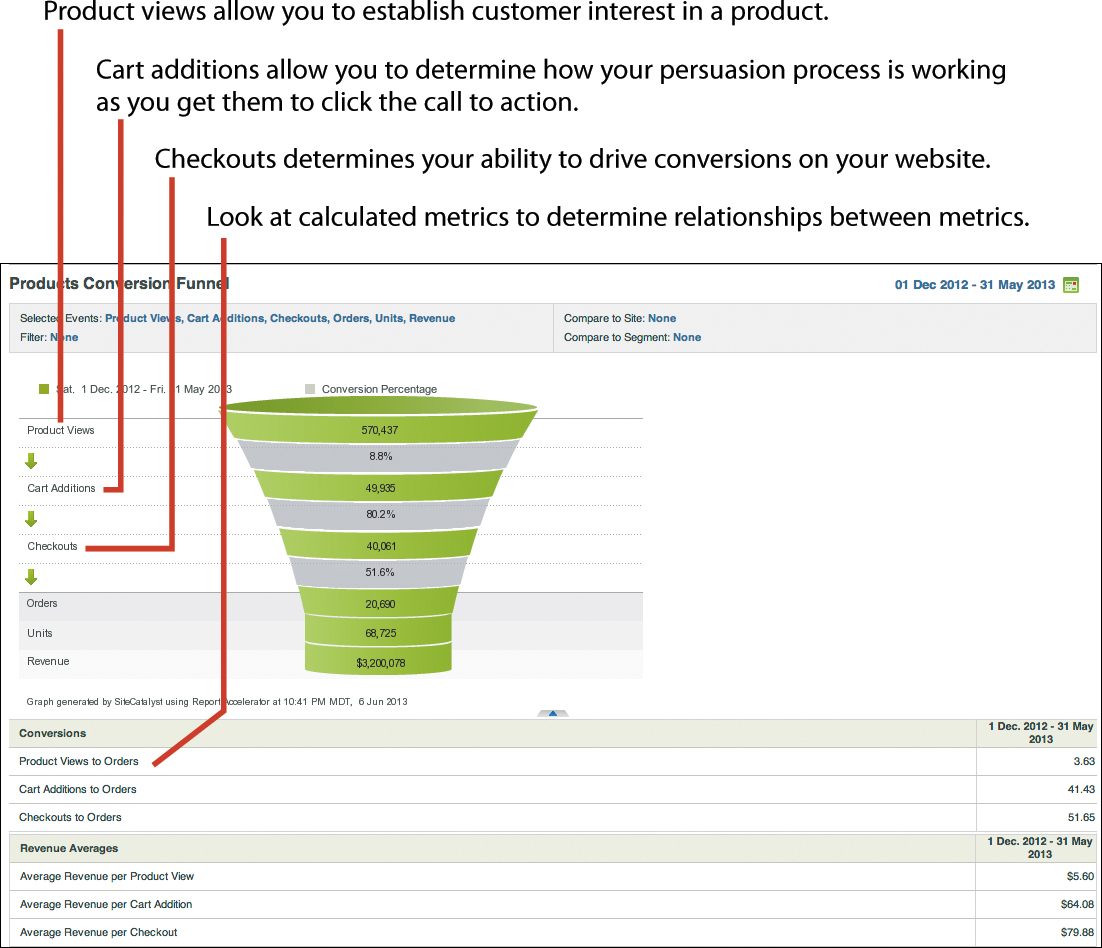 Product views allow you to establish customer interest in a product.
Cart additions allow you to determine how your persuasion process is working
as you get them to click the call to action.
Checkouts determines your ability to drive conversions on your website.
Look at calculated metrics to determine relationships between metrics.
Products Conversion Funnel
01 Dec 2012 - 31 May 2013
Selected Events: Product Views, Cart Additions, Checkouts, Orders, Units, Revenue
Compare to Site: None
Filter: None
Compare to Segment: None
Sat. 1 Dec. 2012 - Fri. 31 May 2013
Conversion Percentage
Product Views
570,437
8.8%
Cart Additions
49,935
80.2%
Checkouts
40,061
51.6%
Orders
20,690
Units
68,725
Revenue
$3,200,078
Graph generated by SiteCatalyst using Report Accelerator at 10:41 PM MDT, 6 Jun 2013
Conversions
1 Dec. 2012 - 31 May
2013
Product Views to Orders
3.63
Cart Additions to Orders
41.43
Checkouts to Orders
51.65
Revenue Averages
1 Dec. 2012 - 31 May
2013
Average Revenue per Product View
$5.60
Average Revenue per Cart Addition
$64.08
Average Revenue per Checkout
$79.88